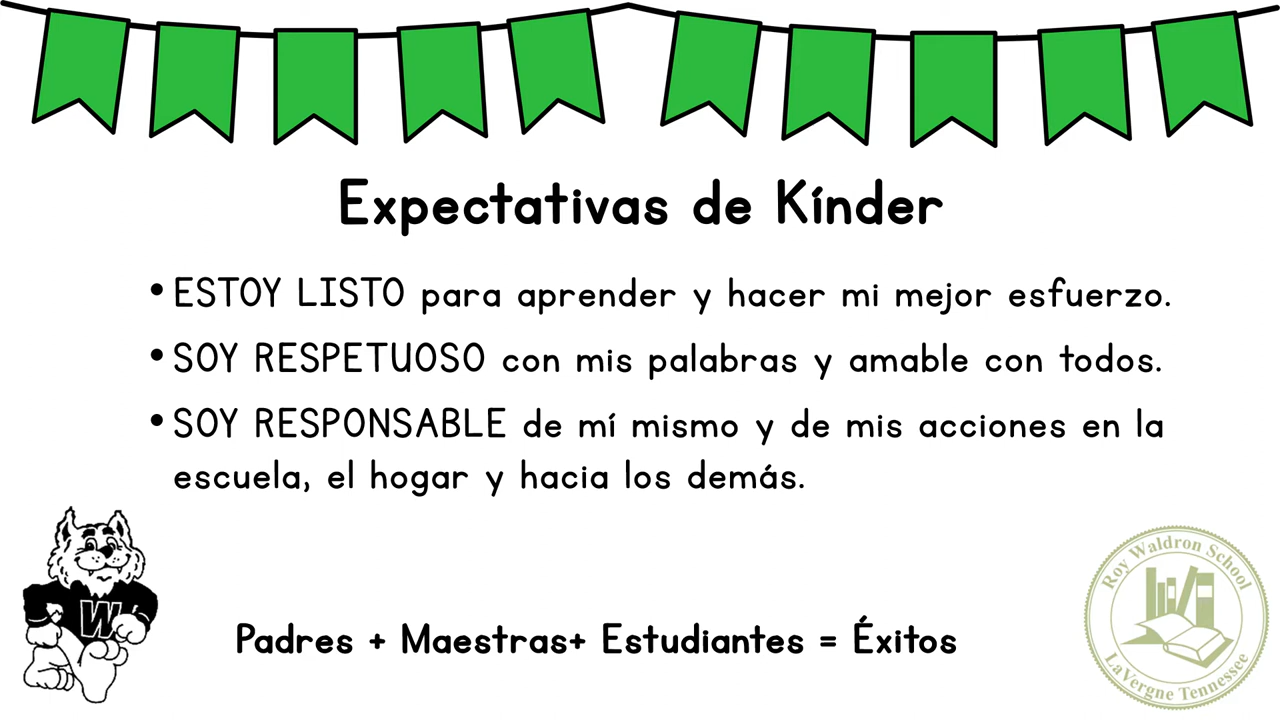 Expectativas de Kínder
• ESTOY LISTO para aprender y hacer mi mejor esfuerzo.
• SOY RESPETUOSO con mis palabras y amable con todos.
• SOY RESPONSABLE de mí mismo y de mis acciones en la
escuela, el hogar y hacia los demás.
W
Padres + Maestras+ Estudiantes = Éxitos
Roy Waldron School
LaVergne Tennessee